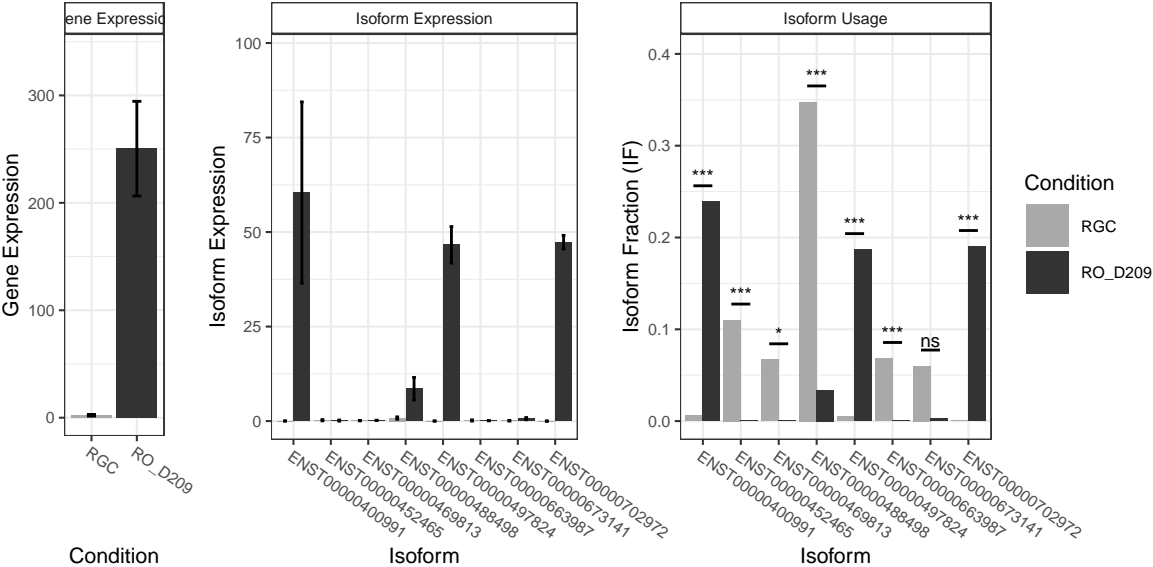 ene Expressio
Isoform Expression
Isoform Usage
Gene Expression
300
200
100
0
RGC
RO_D209
Condition
Isoform Expression
100
75
50
25
0
ENST00000400991
ENST00000452465
ENST00000469813
ENST00000488498
ENST00000497824
ENST00000663987
ENST00000673141
ENST00000702972
Isoform
Isoform Fraction (IF)
0.4
0.3
0.2
0.1
0.0
***
***
*
***
***
***
ns
***
ENST00000400991
ENST00000452465
ENST00000469813
ENST00000488498
ENST00000497824
ENST00000663987
ENST00000673141
ENST00000702972
Isoform
Condition
RGC
RO_D209